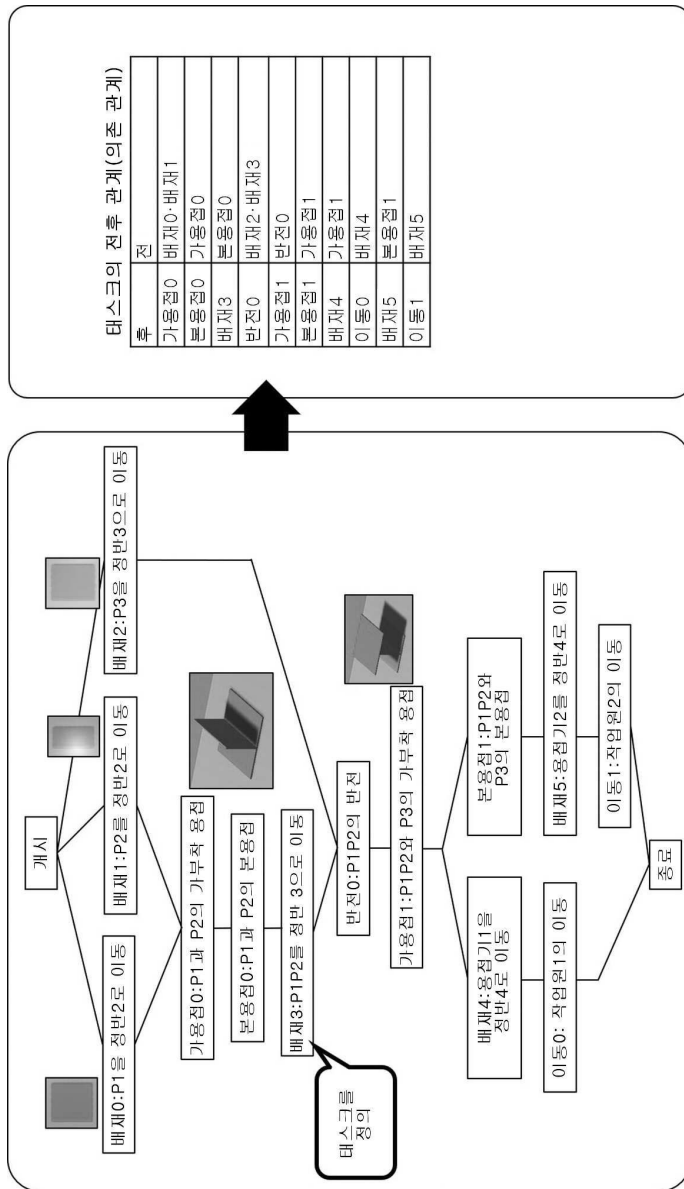 개시
배재0:P1을 정반2로 이동
배재1:P2를 정반2로 이동
배재2:P3을 정반3으로 이동
가용접0:P1과 P2의 가부착 용접
본용접0:P1과 P2의 본용접
배재3:P1P2를 정반 3으로 이동
태스크를
정의
반전0:P1P2의 반전
가용접1:P1P2와 P3의 가부착 용접
배재4:용접기1을
정반4로 이동
본용접1:P1P2와
P3의 본용접
이동0: 작업원1의 이동
배재5:용접기2를 정반4로 이동
이동1:작업원2의 이동
종료
태스크의 전후 관계(의존 관계)
후 전
가용접0 배재0·배재1
본용접0 가용접0
배재3 본용접0
반전0 배재2·배재3
가용접1 반전0
본용접1 가용접1
배재4 가용접1
이동0 배재4
배재5 본용접1
이동1 배재5